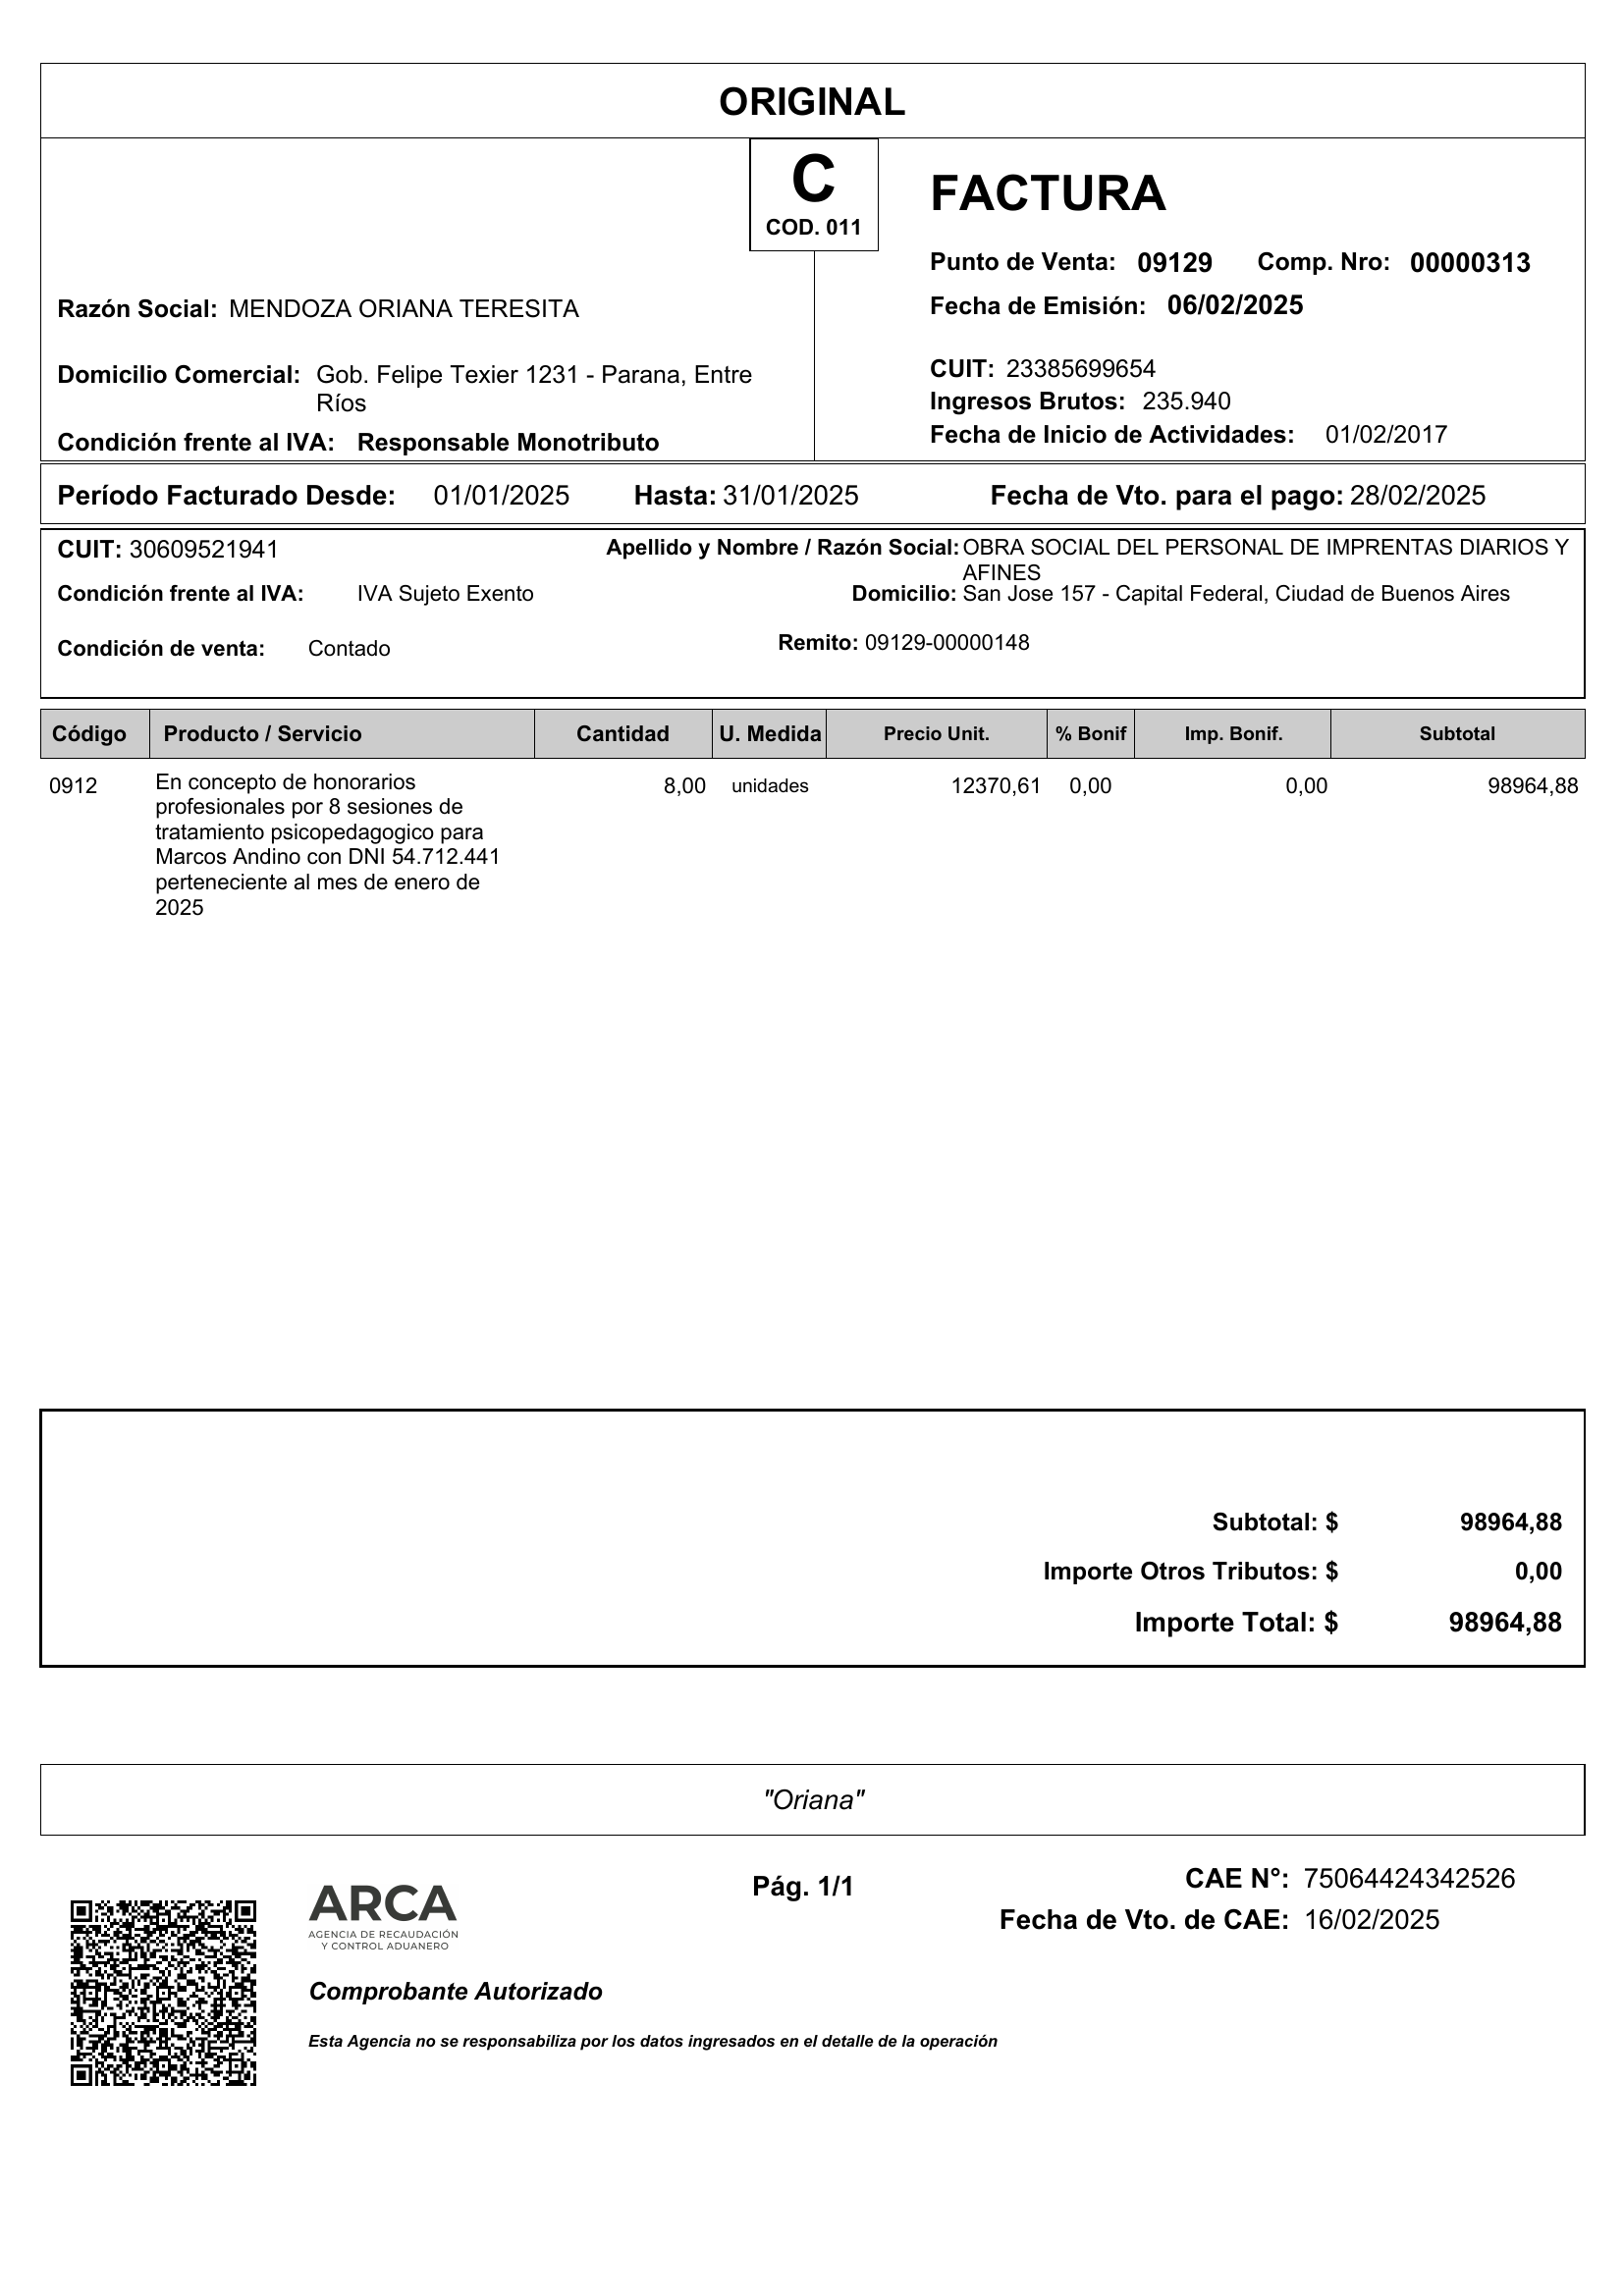 ORIGINAL
C
COD. 011
FACTURA
Punto de Venta: 09129 Comp. Nro: 00000313
Fecha de Emisión: 06/02/2025
Razón Social: MENDOZA ORIANA TERESITA
Domicilio Comercial: Gob. Felipe Texier 1231 - Parana, Entre
Ríos
Condición frente al IVA: Responsable Monotributo
CUIT: 23385699654
Ingresos Brutos: 235.940
Fecha de Inicio de Actividades: 01/02/2017
Período Facturado Desde: 01/01/2025 Hasta: 31/01/2025 Fecha de Vto. para el pago: 28/02/2025
CUIT: 30609521941
Apellido y Nombre / Razón Social: OBRA SOCIAL DEL PERSONAL DE IMPRENTAS DIARIOS Y
AFINES
Condición frente al IVA: IVA Sujeto Exento
Domicilio: San Jose 157 - Capital Federal, Ciudad de Buenos Aires
Condición de venta: Contado
Remito: 09129-00000148
Código Producto / Servicio Cantidad U. Medida Precio Unit. % Bonif Imp. Bonif. Subtotal
0912 En concepto de honorarios 8,00 unidades 12370,61 0,00 0,00 98964,88
profesionales por 8 sesiones de
tratamiento psicopedagogico para
Marcos Andino con DNI 54.712.441
perteneciente al mes de enero de
2025
Subtotal: $ 98964,88
Importe Otros Tributos: $ 0,00
Importe Total: $ 98964,88
"Oriana"
ARCA
AGENCIA DE RECAUDACIÓN
Y CONTROL ADUANERO
Pág. 1/1
CAE N°: 75064424342526
Fecha de Vto. de CAE: 16/02/2025
Comprobante Autorizado
Esta Agencia no se responsabiliza por los datos ingresados en el detalle de la operación